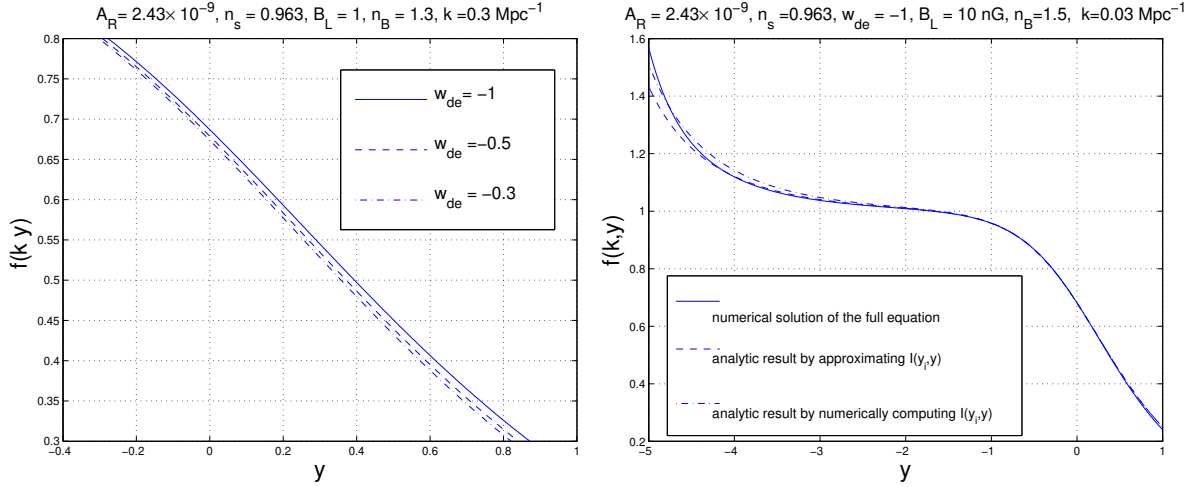 A_R = 2.43× 10⁻⁹, n_s = 0.963, B_L = 1, n_B = 1.3, k =0.3 Mpc⁻¹
0.8
0.75
0.7
0.65
0.6
0.55
0.5
0.45
0.4
0.35
0.3
f(k y)
w_de = −1
w_de = −0.5
w_de = −0.3
−0.4
−0.2
0
0.2
0.4
0.6
0.8
1
y
A_R = 2.43× 10⁻⁹, n_s =0.963, w_de = −1, B_L = 10 nG, n_B=1.5, k=0.03 Mpc⁻¹
1.6
1.4
1.2
1
0.8
0.6
0.4
0.2
f(k,y)
numerical solution of the full equation
analytic result by approximating I(y_i,y)
analytic result by numerically computing I(y_i,y)
−5
−4
−3
−2
−1
0
1
y